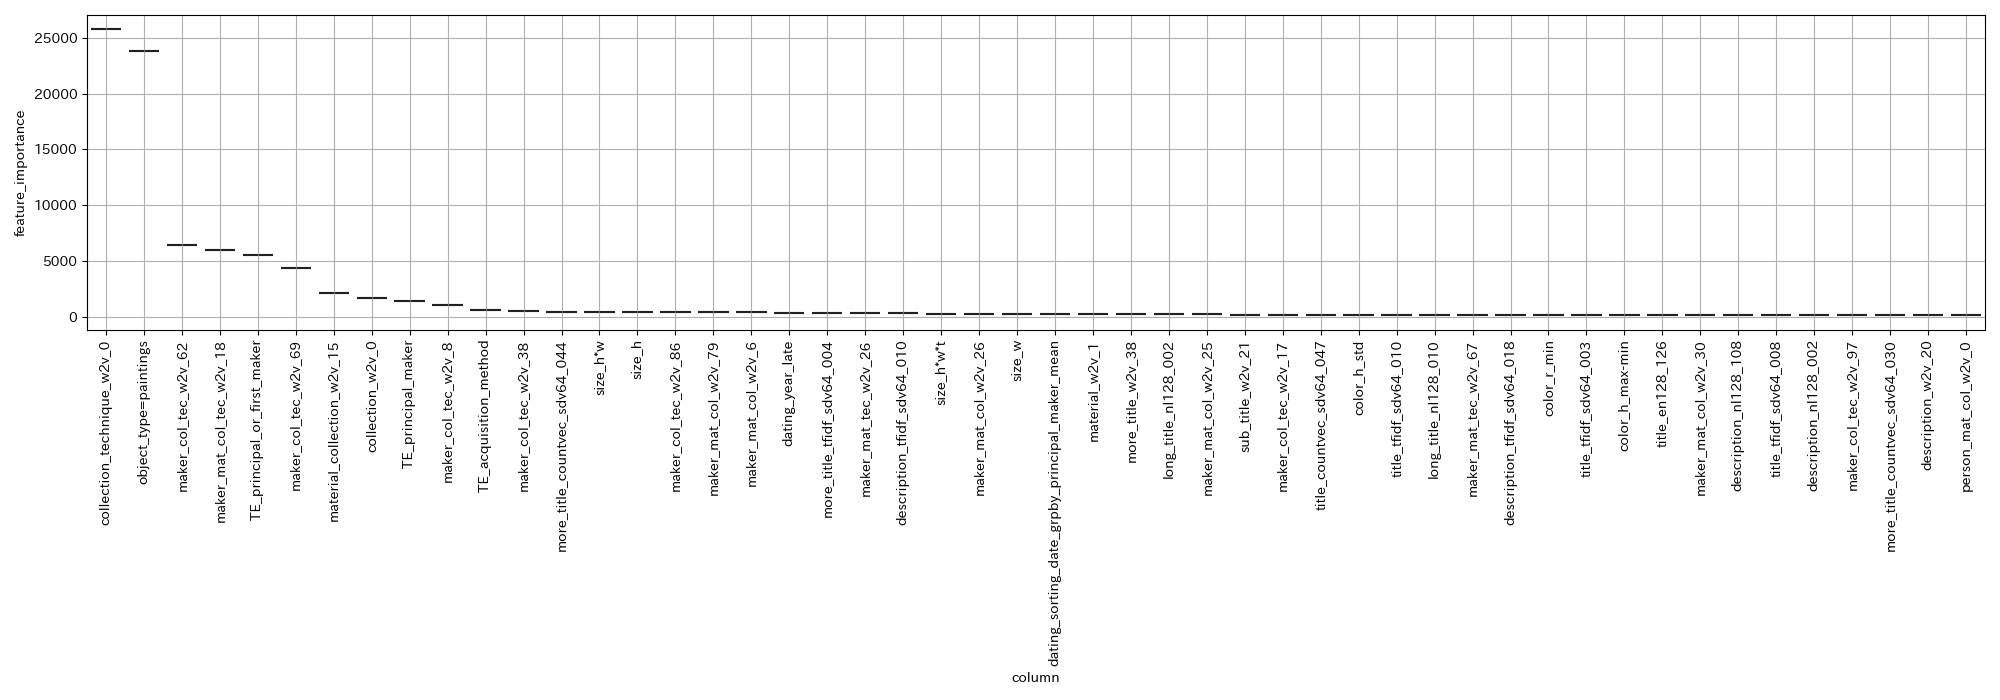 feature_importance
25000
20000
15000
10000
5000
0
collection_technique_w2v_0
object_type=paintings
maker_col_tec_w2v_62
maker_mat_col_tec_w2v_18
TE_principal_or_first_maker
maker_col_tec_w2v_69
material_collection_w2v_15
collection_w2v_0
TE_principal_maker
maker_col_tec_w2v_8
TE_acquisition_method
maker_col_tec_w2v_38
more_title_countvec_sdv64_044
size_h*w
size_h
maker_col_tec_w2v_86
maker_mat_col_w2v_79
maker_mat_col_w2v_6
dating_year_late
more_title_tfidf_sdv64_004
maker_mat_tec_w2v_26
description_tfidf_sdv64_010
size_h*w*t
maker_mat_col_w2v_26
size_w
dating_sorting_date_grpby_principal_maker_mean
material_w2v_1
more_title_w2v_38
long_title_nl128_002
maker_mat_col_w2v_25
sub_title_w2v_21
maker_col_tec_w2v_17
title_countvec_sdv64_047
color_h_std
title_tfidf_sdv64_010
long_title_nl128_010
maker_mat_tec_w2v_67
description_tfidf_sdv64_018
color_r_min
title_tfidf_sdv64_003
color_h_max-min
title_en128_126
maker_mat_col_w2v_30
description_nl128_108
title_tfidf_sdv64_008
description_nl128_002
maker_col_tec_w2v_97
more_title_countvec_sdv64_030
description_w2v_20
person_mat_col_w2v_0
column